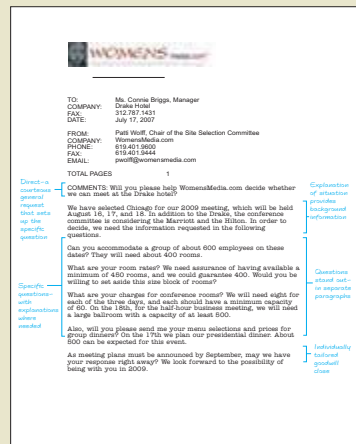 WOMENS media.com
TO: Ms. Connie Briggs, Manager
COMPANY: Drake Hotel
FAX: 312.787.1431
DATE: July 17, 2007
FROM: Patti Wolff, Chair of the Site Selection Committee
COMPANY: WomensMedia.com
PHONE: 619.401.9600
FAX: 619.401.9444
EMAIL: pwolff@womensmedia.com
TOTAL PAGES 1
COMMENTS: Will you please help WomensMedia.com decide whether
we can meet at the Drake hotel?
We have selected Chicago for our 2009 meeting, which will be held
August 16, 17, and 18. In addition to the Drake, the conference
committee is considering the Marriott and the Hilton. In order to
decide, we need the information requested in the following
questions.
Can you accommodate a group of about 600 employees on these
dates? They will need about 400 rooms.
What are your room rates? We need assurance of having available a
minimum of 450 rooms, and we could guarantee 400. Would you be
willing to set aside this size block of rooms?
What are your charges for conference rooms? We will need eight for
each of the three days, and each should have a minimum capacity
of 60. On the 18th, for the half-hour business meeting, we will need
a large ballroom with a capacity of at least 500.
Also, will you please send me your menu selections and prices for
group dinners? On the 17th we plan our presidential dinner. About
500 can be expected for this event.
As meeting plans must be announced by September, may we have
your response right away? We look forward to the possibility of
being with you in 2009.
Direct—a
courteous
general
request
that sets
up the
specific
question
Specific
questions—
with
explanations
where
needed
Explanation
of situation
provides
background
information
Questions
stand out—
in separate
paragraphs
Individually
tailored
goodwill
close